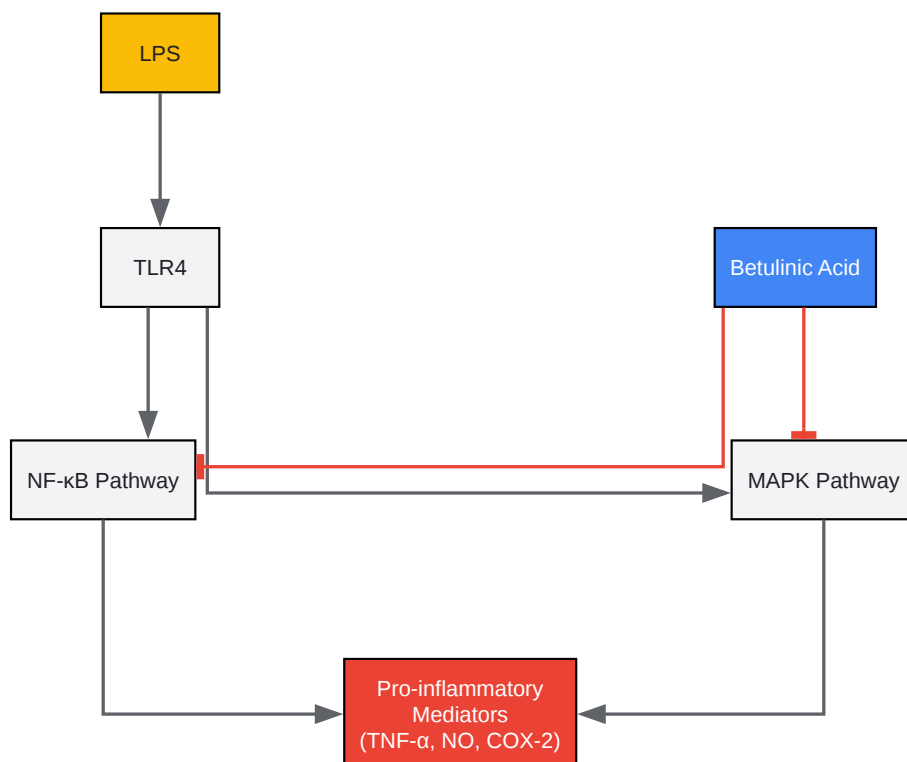 LPS
TLR4
Betulinic Acid
NF-κB Pathway
MAPK Pathway
Pro-inflammatory
Mediators
(TNF-α, NO, COX-2)